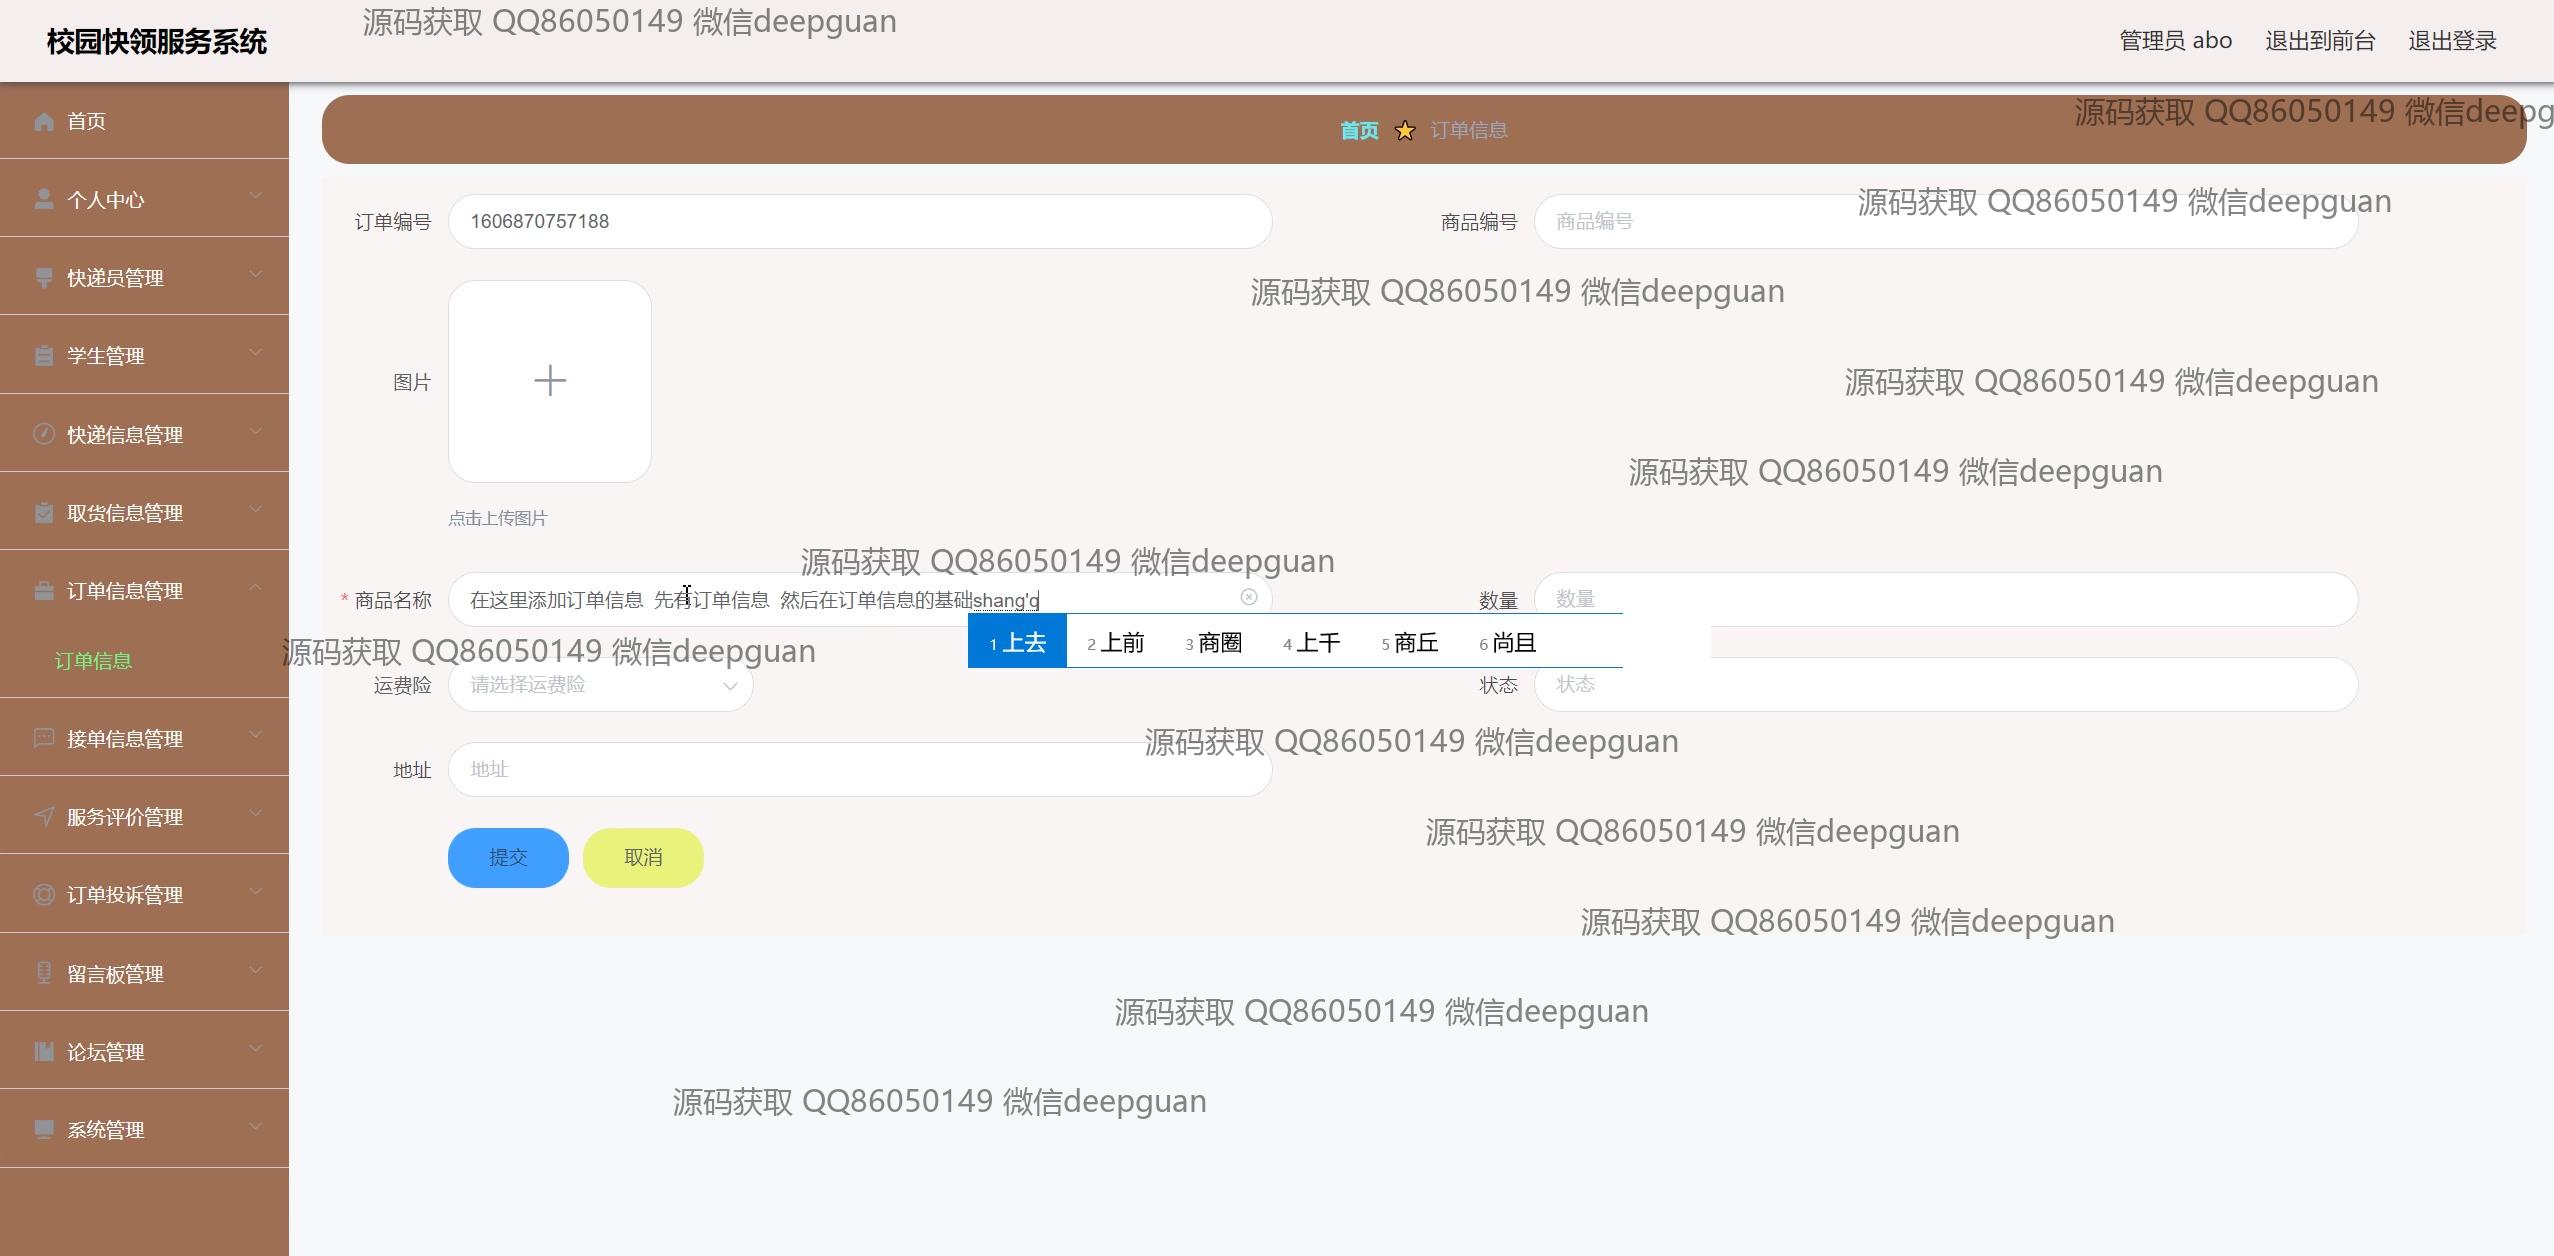 源码获取 QQ86050149 微信deepguan
校园快领服务系统
管理员 abo 退出到前台 退出登录
源码获取 QQ86050149 微信deepg
首页
首页 订单信息
个人中心
源码获取 QQ86050149 微信deepguan
订单编号 1606870757188 商品编号 商品编号
快递员管理
源码获取 QQ86050149 微信deepguan
学生管理
图片
源码获取 QQ86050149 微信deepguan
快递信息管理
源码获取 QQ86050149 微信deepguan
取货信息管理
点击上传图片
源码获取 QQ86050149 微信deepguan
订单信息管理
* 商品名称 在这里添加订单信息 先有订单信息 然后在订单信息的基础shang'q 数量 数量
1 上去 2 上前 3 商圈 4 上千 5 商丘 6 尚且
源码获取 QQ86050149 微信deepguan
订单信息
运费险 请选择运费险 状态 状态
接单信息管理
源码获取 QQ86050149 微信deepguan
地址 地址
服务评价管理
源码获取 QQ86050149 微信deepguan
提交 取消
订单投诉管理
源码获取 QQ86050149 微信deepguan
留言板管理
源码获取 QQ86050149 微信deepguan
论坛管理
源码获取 QQ86050149 微信deepguan
系统管理